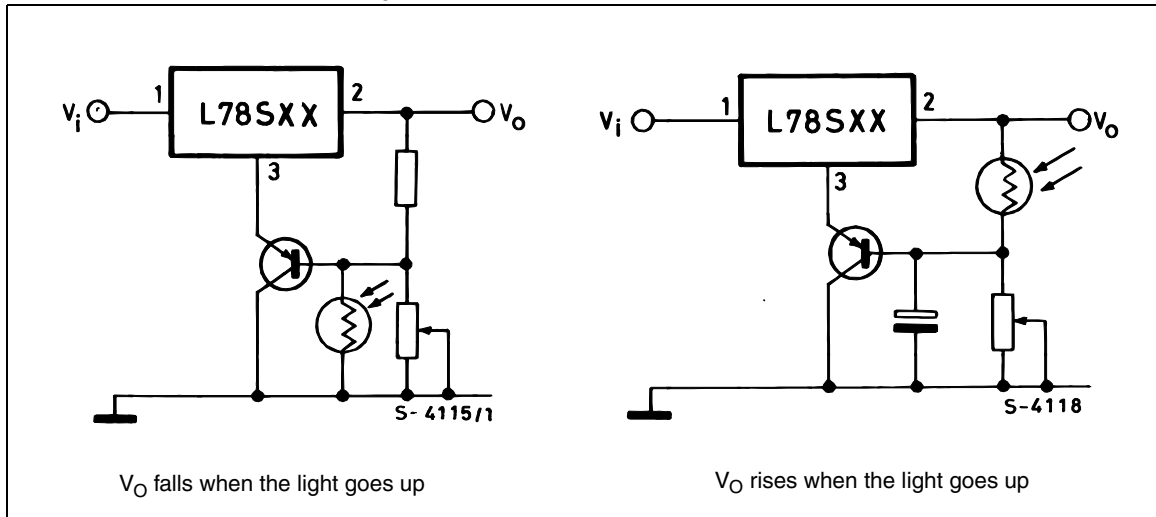 1
L78SXX
2
Vi
VO
3
S-4115/1
VO falls when the light goes up
1
L78SXX
2
Vi
VO
3
S-4118
VO rises when the light goes up